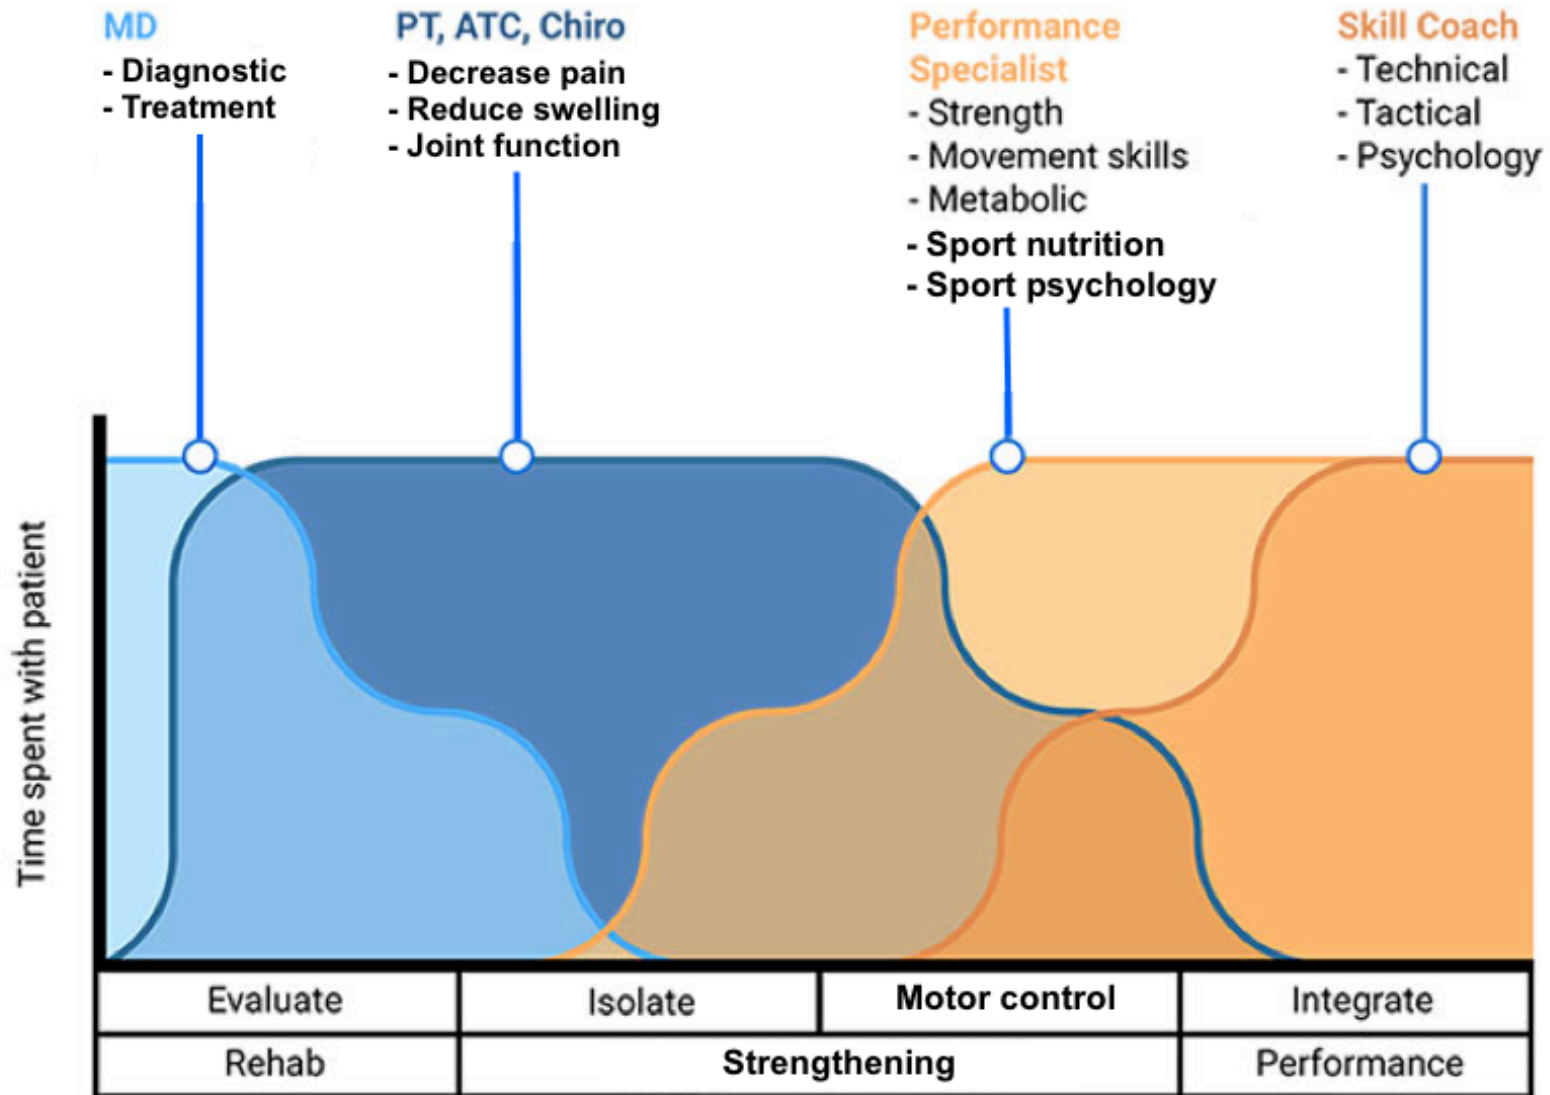 MD
- Diagnostic
- Treatment
PT, ATC, Chiro
- Decrease pain
- Reduce swelling
- Joint function
Performance
Specialist
- Strength
- Movement skills
- Metabolic
- Sport nutrition
- Sport psychology
Skill Coach
- Technical
- Tactical
- Psychology
Time spent with patient
Evaluate
Isolate
Motor control
Integrate
Rehab
Strengthening
Performance